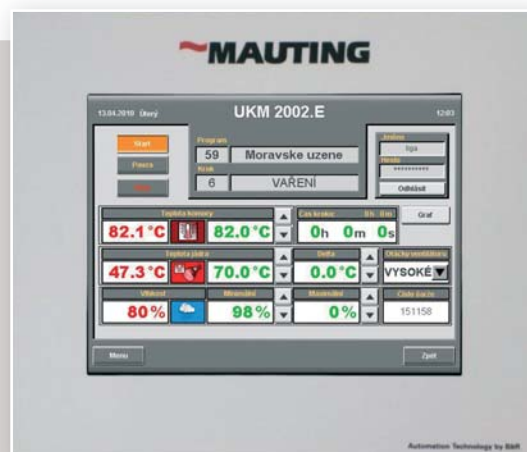 ~MAUTING
13.04.2010 Úterý UKM 2002.E 12:03
Start
Pauza
Stop
Program
59 Moravske uzene
Krok
6 VAŘENÍ
Jméno
liga
Heslo
**********
Odhlásit
Teplota komory
82.1°C 82.0°C
Čas kroku: 0h 0m
0h 0m 0s
Graf
Teplota jádra
47.3°C 70.0°C
Delta
0.0°C
Otáčky ventilátoru
VYSOKÉ
Vlhkost
80%
Minimální
98%
Maximální
0%
Číslo šarže
151158
Menu
Zpět
Automation Technology by B&R